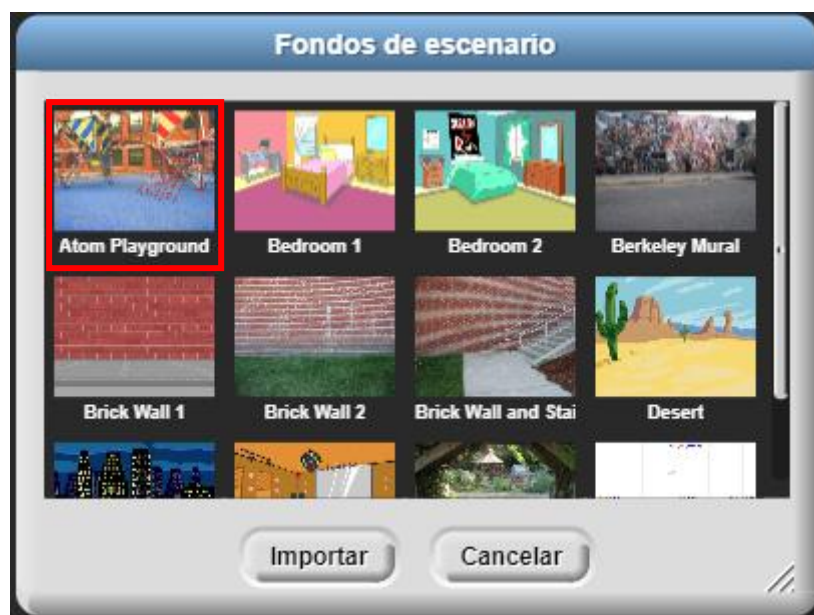 Fondos de escenario
Atom Playground
Bedroom 1
Bedroom 2
Berkeley Mural
Brick Wall 1
Brick Wall 2
Brick Wall and Stai
Desert
Importar
Cancelar